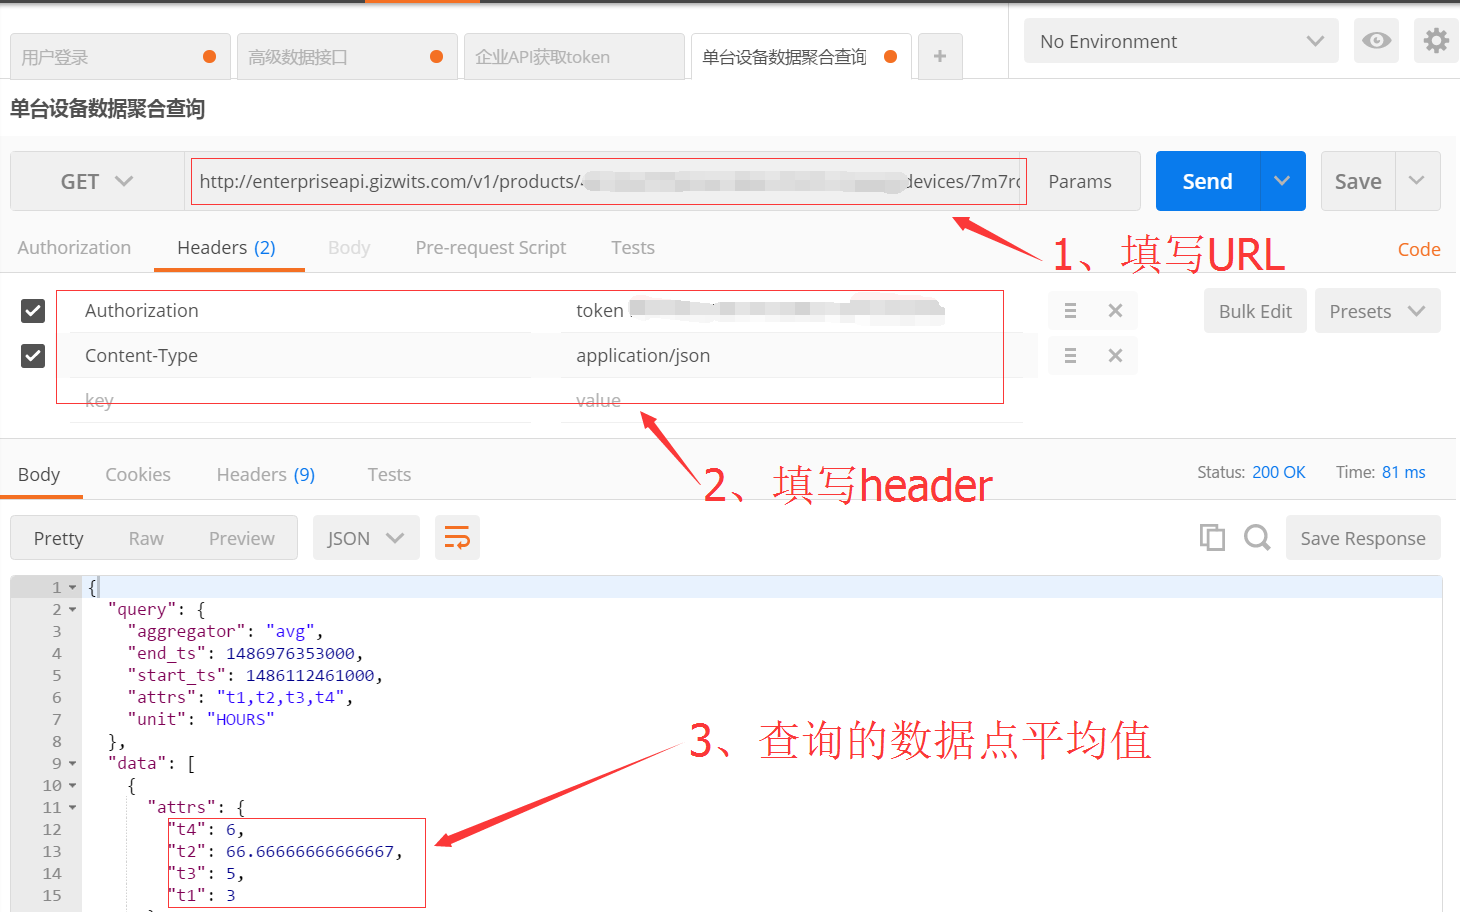 用户登录
高级数据接口
企业API获取token
单台设备数据聚合查询
+
No Environment
单台设备数据聚合查询
GET
http://enterpriseapi.gizwits.com/v1/products/
devices/7m7r
Params
Send
Save
Authorization
Headers (2)
Body
Pre-request Script
Tests
1、填写URL
Code
Authorization
token
Bulk Edit
Presets
Content-Type
application/json
key
value
2、填写header
Body
Cookies
Headers (9)
Tests
Status: 200 OK
Time: 81 ms
Pretty
Raw
Preview
JSON
Save Response
1 {
2 "query": {
3 "aggregator": "avg",
4 "end_ts": 1486976353000,
5 "start_ts": 1486112461000,
6 "attrs": "t1,t2,t3,t4",
7 "unit": "HOURS"
8 },
9 "data": [
10 {
11 "attrs": {
12 "t4": 6,
13 "t2": 66.66666666666667,
14 "t3": 5,
15 "t1": 3
3、查询的数据点平均值